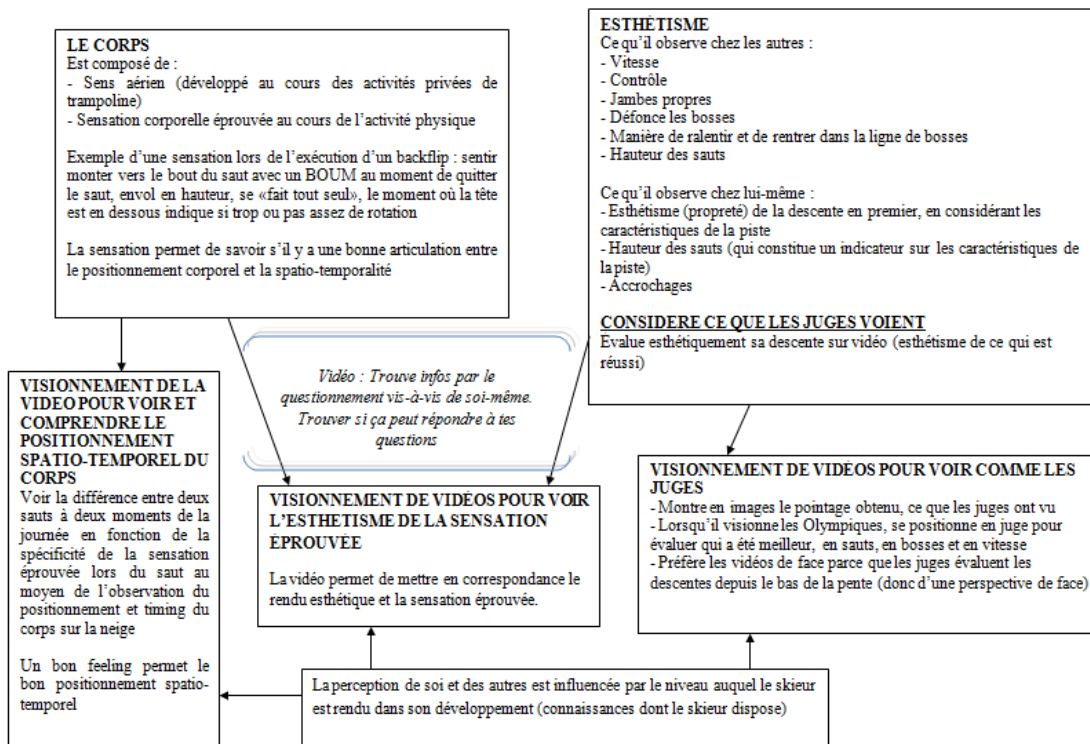 LE CORPS
Est composé de :
- Sens aérien (développé au cours des activités privées de
trampoline)
- Sensation corporelle éprouvée au cours de l'activité physique
Exemple d'une sensation lors de l'exécution d'un backflip : sentir
monter vers le bout du saut avec un BOUM au moment de quitter
le saut, envol en hauteur, se «fait tout seul», le moment où la tête
est en dessous indique si trop ou pas assez de rotation
La sensation permet de savoir s'il y a une bonne articulation entre
le positionnement corporel et la spatio-temporalité
ESTHÉTISME
Ce qu'il observe chez les autres :
- Vitesse
- Contrôle
- Jambes propres
- Défonce les bosses
- Manière de ralentir et de rentrer dans la ligne de bosses
- Hauteur des sauts
Ce qu'il observe chez lui-même :
- Esthétisme (propreté) de la descente en premier, en considérant les
caractéristiques de la piste
- Hauteur des sauts (qui constitue un indicateur sur les caractéristiques de
la piste)
- Accrochages
CONSIDERE CE QUE LES JUGES VOIENT
Évalue esthétiquement sa descente sur vidéo (esthétisme de ce qui est
réussi)
Vidéo : Trouve infos par le
questionnement vis-à-vis de soi-même.
Trouver si ça peut répondre à tes
questions
VISIONNEMENT DE LA
VIDEO POUR VOIR ET
COMPRENDRE LE
POSITIONNEMENT
SPATIO-TEMPOREL DU
CORPS
Voir la différence entre deux
sauts à deux moments de la
journée en fonction de la
spécificité de la sensation
éprouvée lors du saut au
moyen de l'observation du
positionnement et timing du
corps sur la neige
Un bon feeling permet le
bon positionnement spatio-
temporel
VISIONNEMENT DE VIDÉOS POUR VOIR
L'ESTHETISME DE LA SENSATION
ÉPROUVÉE
La vidéo permet de mettre en correspondance le
rendu esthétique et la sensation éprouvée.
VISIONNEMENT DE VIDÉOS POUR VOIR COMME LES
JUGES
-Montre en images le pointage obtenu, ce que les juges ont vu
-Lorsqu'il visionne les Olympiques, se positionne en juge pour
évaluer qui a été meilleur, en sauts, en bosses et en vitesse
-Préfère les vidéos de face parce que les juges évaluent les
descentes depuis le bas de la pente (donc d'une perspective de face)
La perception de soi et des autres est influencée par le niveau auquel le skieur
est rendu dans son développement (connaissances dont le skieur dispose)